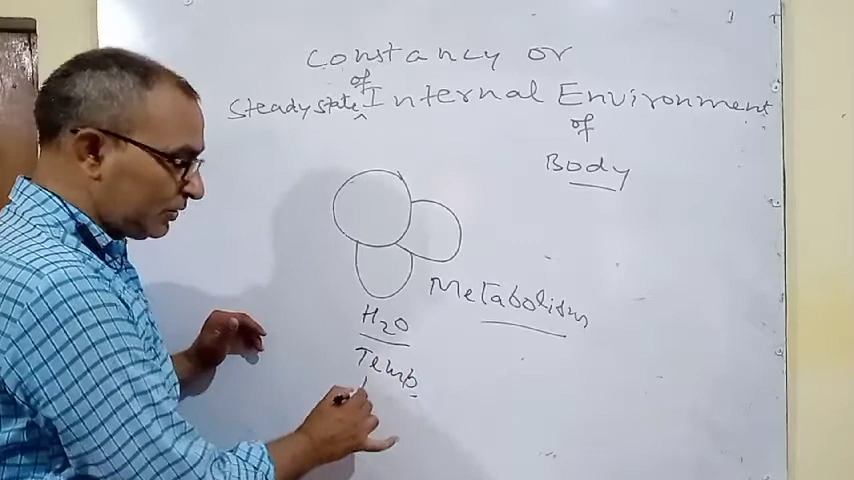 Constancy or
of
Steady state ^ Internal Environment
of
Body
Metabolism
H2O
Temp